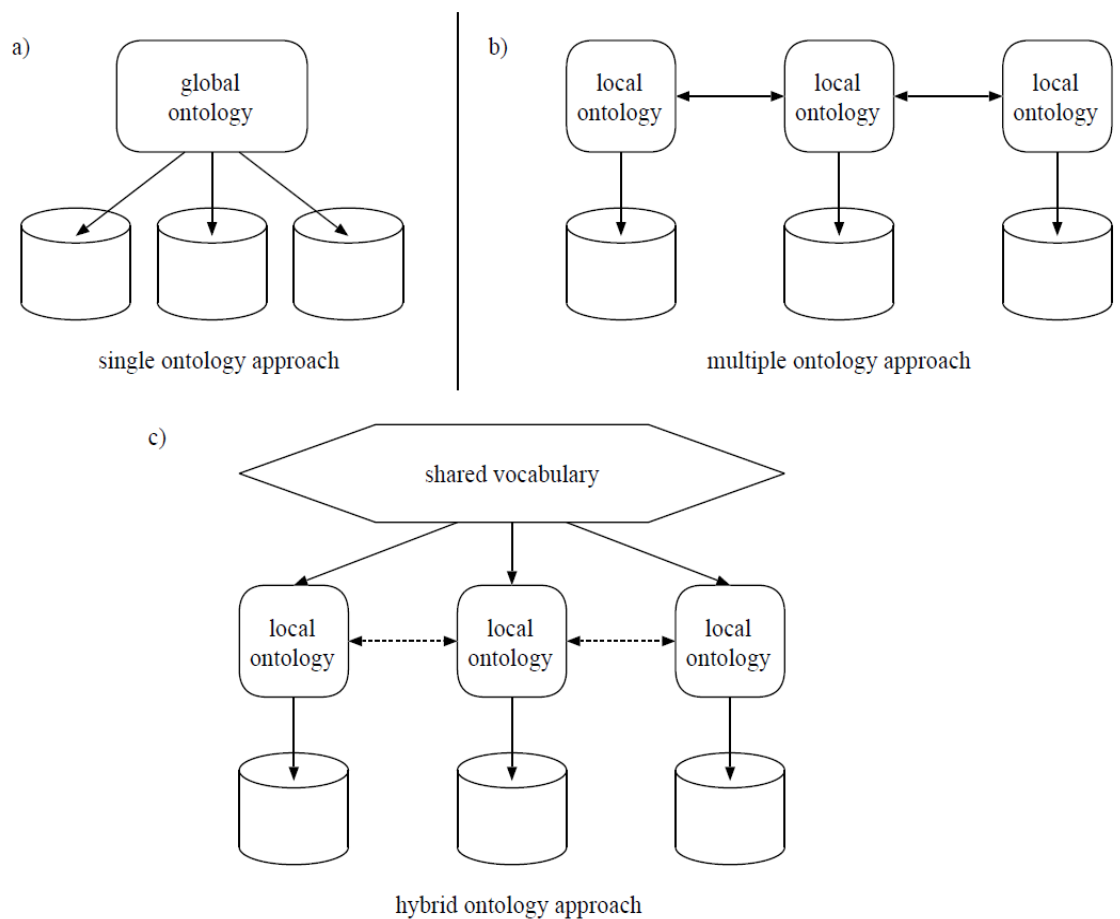 a)
global
ontology
single ontology approach
b)
local
ontology
local
ontology
local
ontology
multiple ontology approach
c)
shared vocabulary
local
ontology
local
ontology
local
ontology
hybrid ontology approach